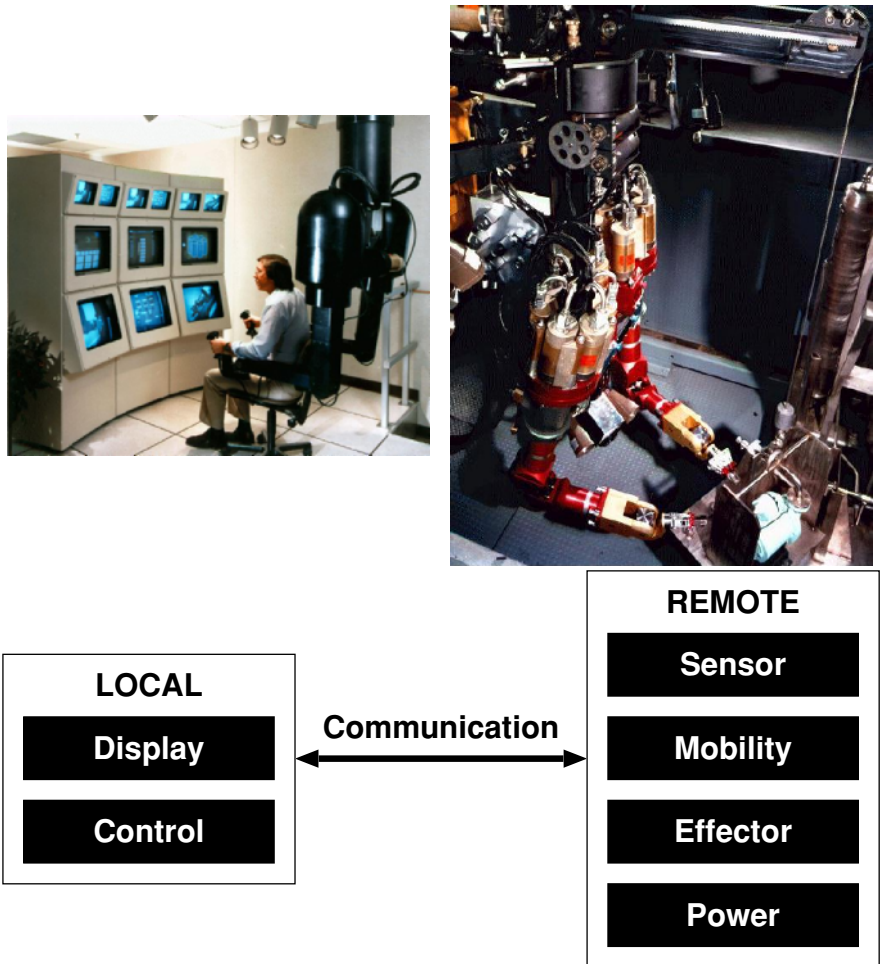 LOCAL
Display
Control
Communication
REMOTE
Sensor
Mobility
Effector
Power